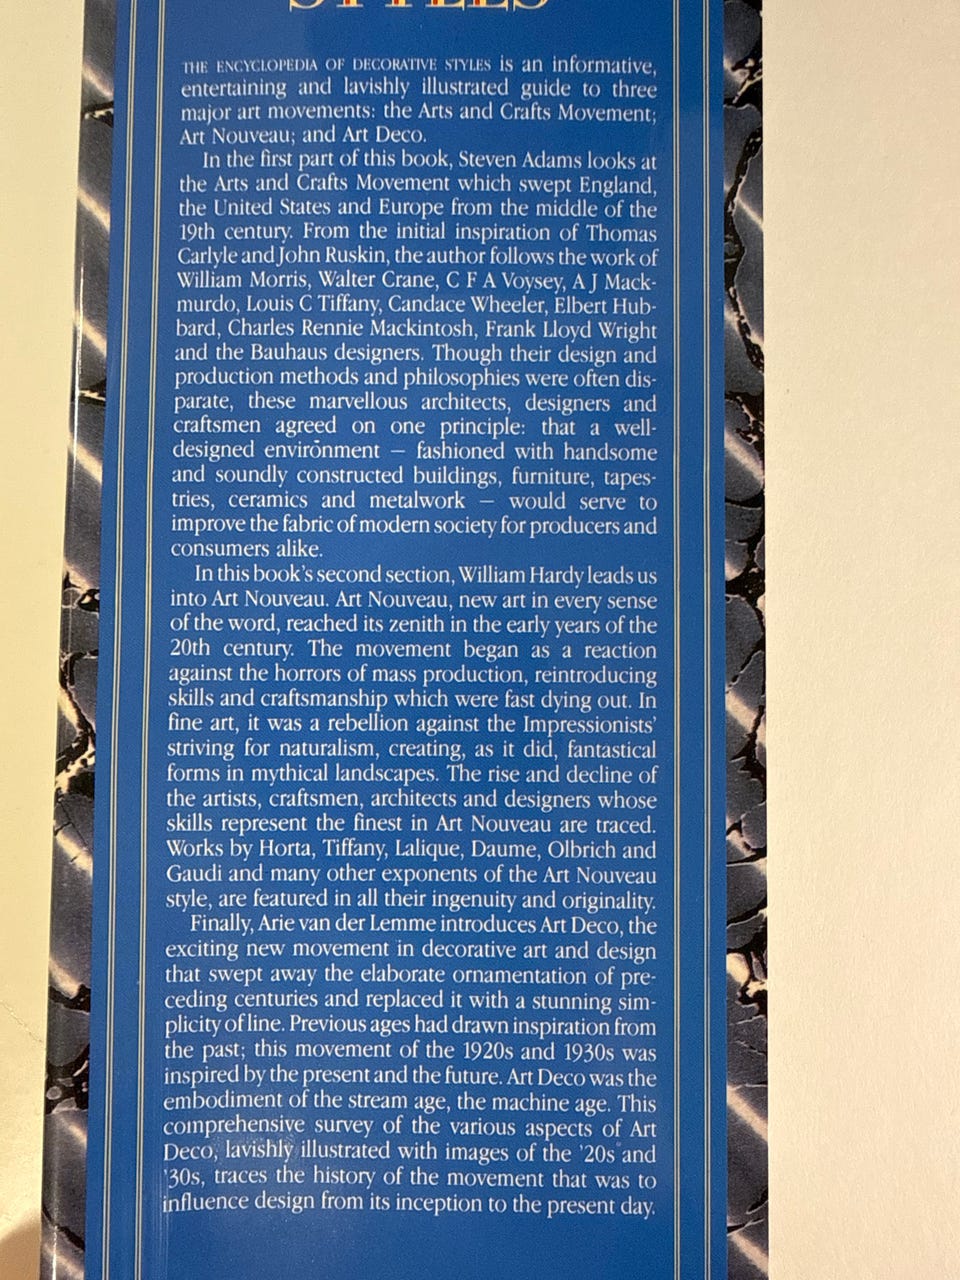 STYLES
THE ENCYCLOPEDIA OF DECORATIVE STYLES is an informative,
entertaining and lavishly illustrated guide to three
major art movements: the Arts and Crafts Movement;
Art Nouveau; and Art Deco.
In the first part of this book, Steven Adams looks at
the Arts and Crafts Movement which swept England,
the United States and Europe from the middle of the
19th century. From the initial inspiration of Thomas
Carlyle and John Ruskin, the author follows the work of
William Morris, Walter Crane, C F A Voysey, A J Mack-
murdo, Louis C Tiffany, Candace Wheeler, Elbert Hub-
bard, Charles Rennie Mackintosh, Frank Lloyd Wright
and the Bauhaus designers. Though their design and
production methods and philosophies were often dis-
parate, these marvellous architects, designers and
craftsmen agreed on one principle: that a well-
designed environment – fashioned with handsome
and soundly constructed buildings, furniture, tapes-
tries, ceramics and metalwork – would serve to
improve the fabric of modern society for producers and
consumers alike.
In this book's second section, William Hardy leads us
into Art Nouveau. Art Nouveau, new art in every sense
of the word, reached its zenith in the early years of the
20th century. The movement began as a reaction
against the horrors of mass production, reintroducing
skills and craftsmanship which were fast dying out. In
fine art, it was a rebellion against the Impressionists'
striving for naturalism, creating, as it did, fantastical
forms in mythical landscapes. The rise and decline of
the artists, craftsmen, architects and designers whose
skills represent the finest in Art Nouveau are traced.
Works by Horta, Tiffany, Lalique, Daume, Olbrich and
Gaudi and many other exponents of the Art Nouveau
style, are featured in all their ingenuity and originality.
Finally, Arie van der Lemme introduces Art Deco, the
exciting new movement in decorative art and design
that swept away the elaborate ornamentation of pre-
ceding centuries and replaced it with a stunning sim-
plicity of line. Previous ages had drawn inspiration from
the past; this movement of the 1920s and 1930s was
inspired by the present and the future. Art Deco was the
embodiment of the stream age, the machine age. This
comprehensive survey of the various aspects of Art
Deco, lavishly illustrated with images of the '20s and
'30s, traces the history of the movement that was to
influence design from its inception to the present day.